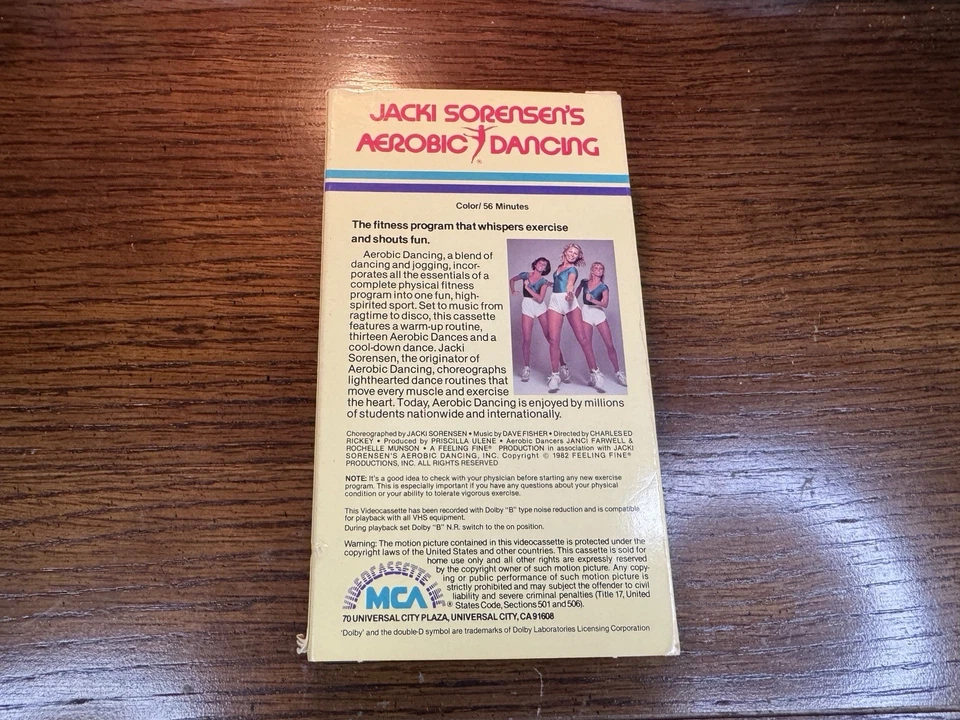 JACKI SORENSEN'S
AEROBIC DANCING
®
Color/ 56 Minutes
The fitness program that whispers exercise
and shouts fun.
Aerobic Dancing, a blend of
dancing and jogging, incor-
porates all the essentials of a
complete physical fitness
program into one fun, high-
spirited sport. Set to music from
ragtime to disco, this cassette
features a warm-up routine,
thirteen Aerobic Dances and a
cool-down dance. Jacki
Sorensen, the originator of
Aerobic Dancing, choreographs
lighthearted dance routines that
move every muscle and exercise
the heart. Today, Aerobic Dancing is enjoyed by millions
of students nationwide and internationally.
Choreographed by JACKI SORENSEN • Music by DAVE FISHER • Directed by CHARLES ED
RICKEY • Produced by PRISCILLA ULENE • Aerobic Dancers JANCI FARWELL &
ROCHELLE MUNSON • A FEELING FINE® PRODUCTION in association with JACKI
SORENSEN'S AEROBIC DANCING, INC. Copyright © 1982 FEELING FINE®
PRODUCTIONS, INC. ALL RIGHTS RESERVED
NOTE: It's a good idea to check with your physician before starting any new exercise
program. This is especially important if you have any questions about your physical
condition or your ability to tolerate vigorous exercise.
This Videocassette has been recorded with Dolby "B" type noise reduction and is compatible
for playback with all VHS equipment.
During playback set Dolby "B" N.R. switch to the on position.
Warning: The motion picture contained in this videocassette is protected under the
copyright laws of the United States and other countries. This cassette is sold for
home use only and all other rights are expressly reserved
by the copyright owner of such motion picture. Any copy-
ing or public performance of such motion picture is
strictly prohibited and may subject the offender to civil
liability and severe criminal penalties (Title 17, United
States Code, Sections 501 and 506).
VIDEOCASSETTE INC.
MCA ®
70 UNIVERSAL CITY PLAZA, UNIVERSAL CITY, CA 91608
'Dolby' and the double-D symbol are trademarks of Dolby Laboratories Licensing Corporation